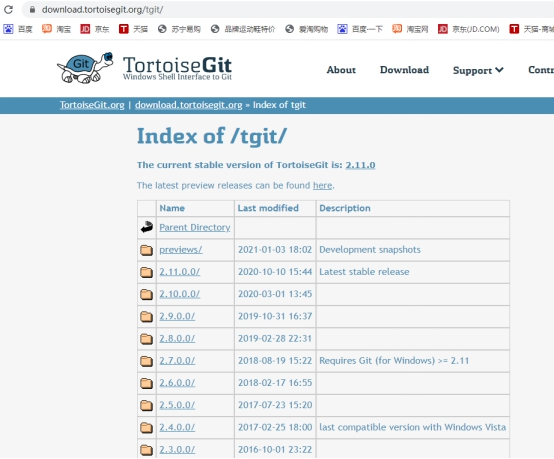 download.tortoisegit.org/tgit/
百度 淘宝 京东 天猫 苏宁易购 品牌运动鞋特价 爱淘购物 百度一下 淘宝网 京东(JD.COM) 天猫-商城
Git TortoiseGit
Windows Shell Interface to Git
About Download Support Contr
TortoiseGit.org | download.tortoisegit.org » Index of tgit
Index of /tgit/
The current stable version of TortoiseGit is: 2.11.0
The latest preview releases can be found here.
Name Last modified Description
Parent Directory
previews/ 2021-01-03 18:02 Development snapshots
2.11.0.0/ 2020-10-10 15:44 Latest stable release
2.10.0.0/ 2020-03-01 13:45
2.9.0.0/ 2019-10-31 16:37
2.8.0.0/ 2019-02-28 22:31
2.7.0.0/ 2018-08-19 15:22 Requires Git (for Windows) >= 2.11
2.6.0.0/ 2018-02-17 16:55
2.5.0.0/ 2017-07-23 15:20
2.4.0.0/ 2017-02-25 18:00 last compatible version with Windows Vista
2.3.0.0/ 2016-10-01 23:22